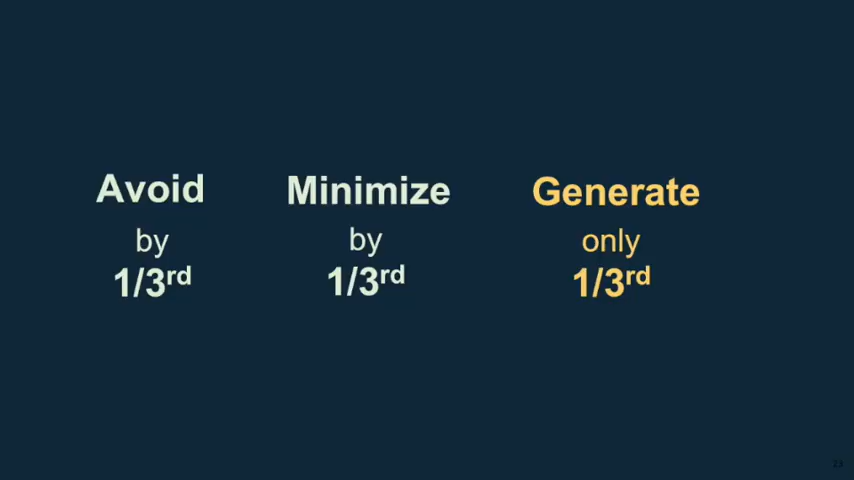 Avoid
by
1/3rd
Minimize
by
1/3rd
Generate
only
1/3rd